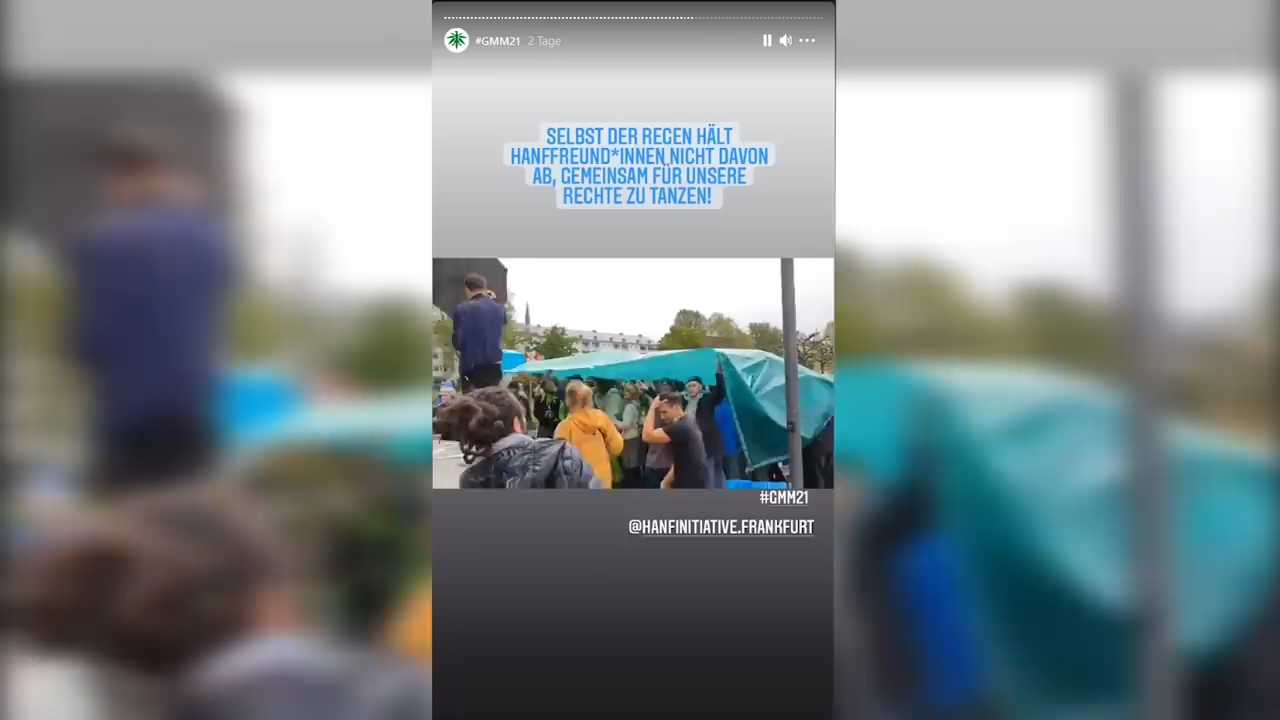 #GMM21 2 Tage
SELBST DER REGEN HÄLT
HANFFREUND*INNEN NICHT DAVON
AB, GEMEINSAM FÜR UNSERE
RECHTE ZU TANZEN!
#GMM21
@HANFINITIATIVE.FRANKFURT